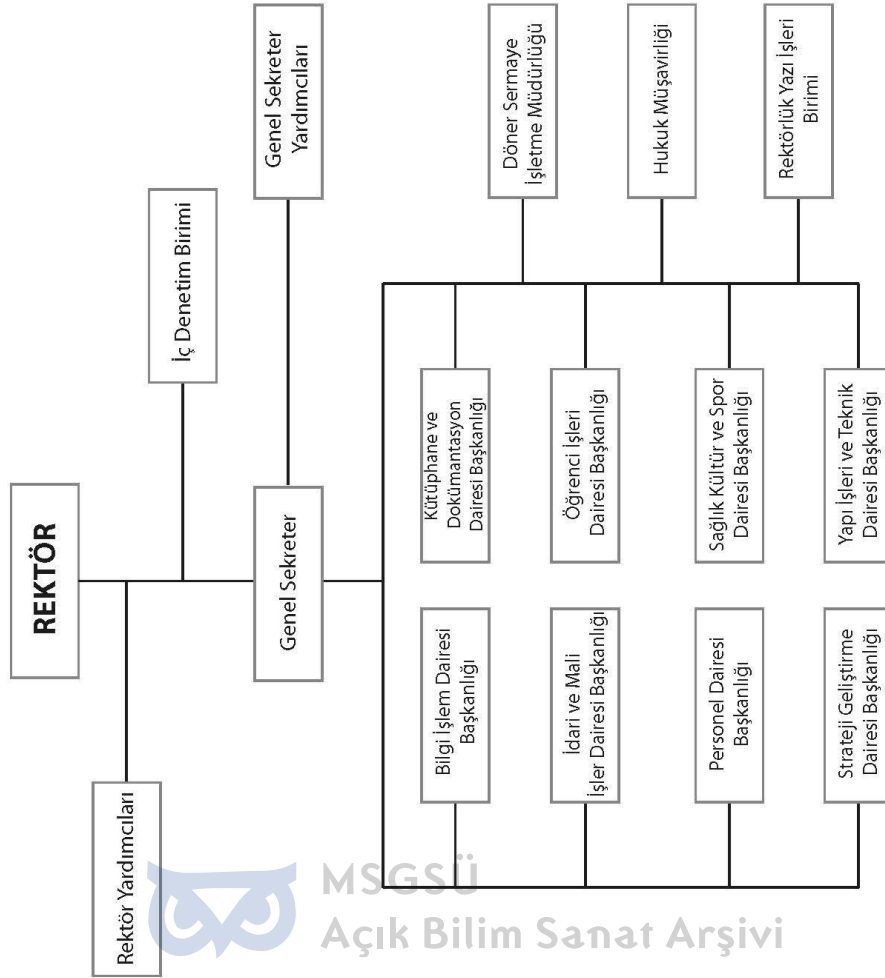 REKTÖR
Rektör Yardımcıları
İç Denetim Birimi
Genel Sekreter
Genel Sekreter
Yardımcıları
Bilgi İşlem Dairesi
Başkanlığı
Kütüphane ve
Dokümantasyon
Dairesi Başkanlığı
Döner Sermaye
İşletme Müdürlüğü
İdari ve Mali
İşler Dairesi Başkanlığı
Öğrenci İşleri
Dairesi Başkanlığı
Hukuk Müşavirliği
Personel Dairesi
Başkanlığı
Sağlık Kültür ve Spor
Dairesi Başkanlığı
Rektörlük Yazı İşleri
Birimi
Strateji Geliştirme
Dairesi Başkanlığı
Yapı İşleri ve Teknik
Dairesi Başkanlığı
MSGSÜ
Açık Bilim Sanat Arşivi